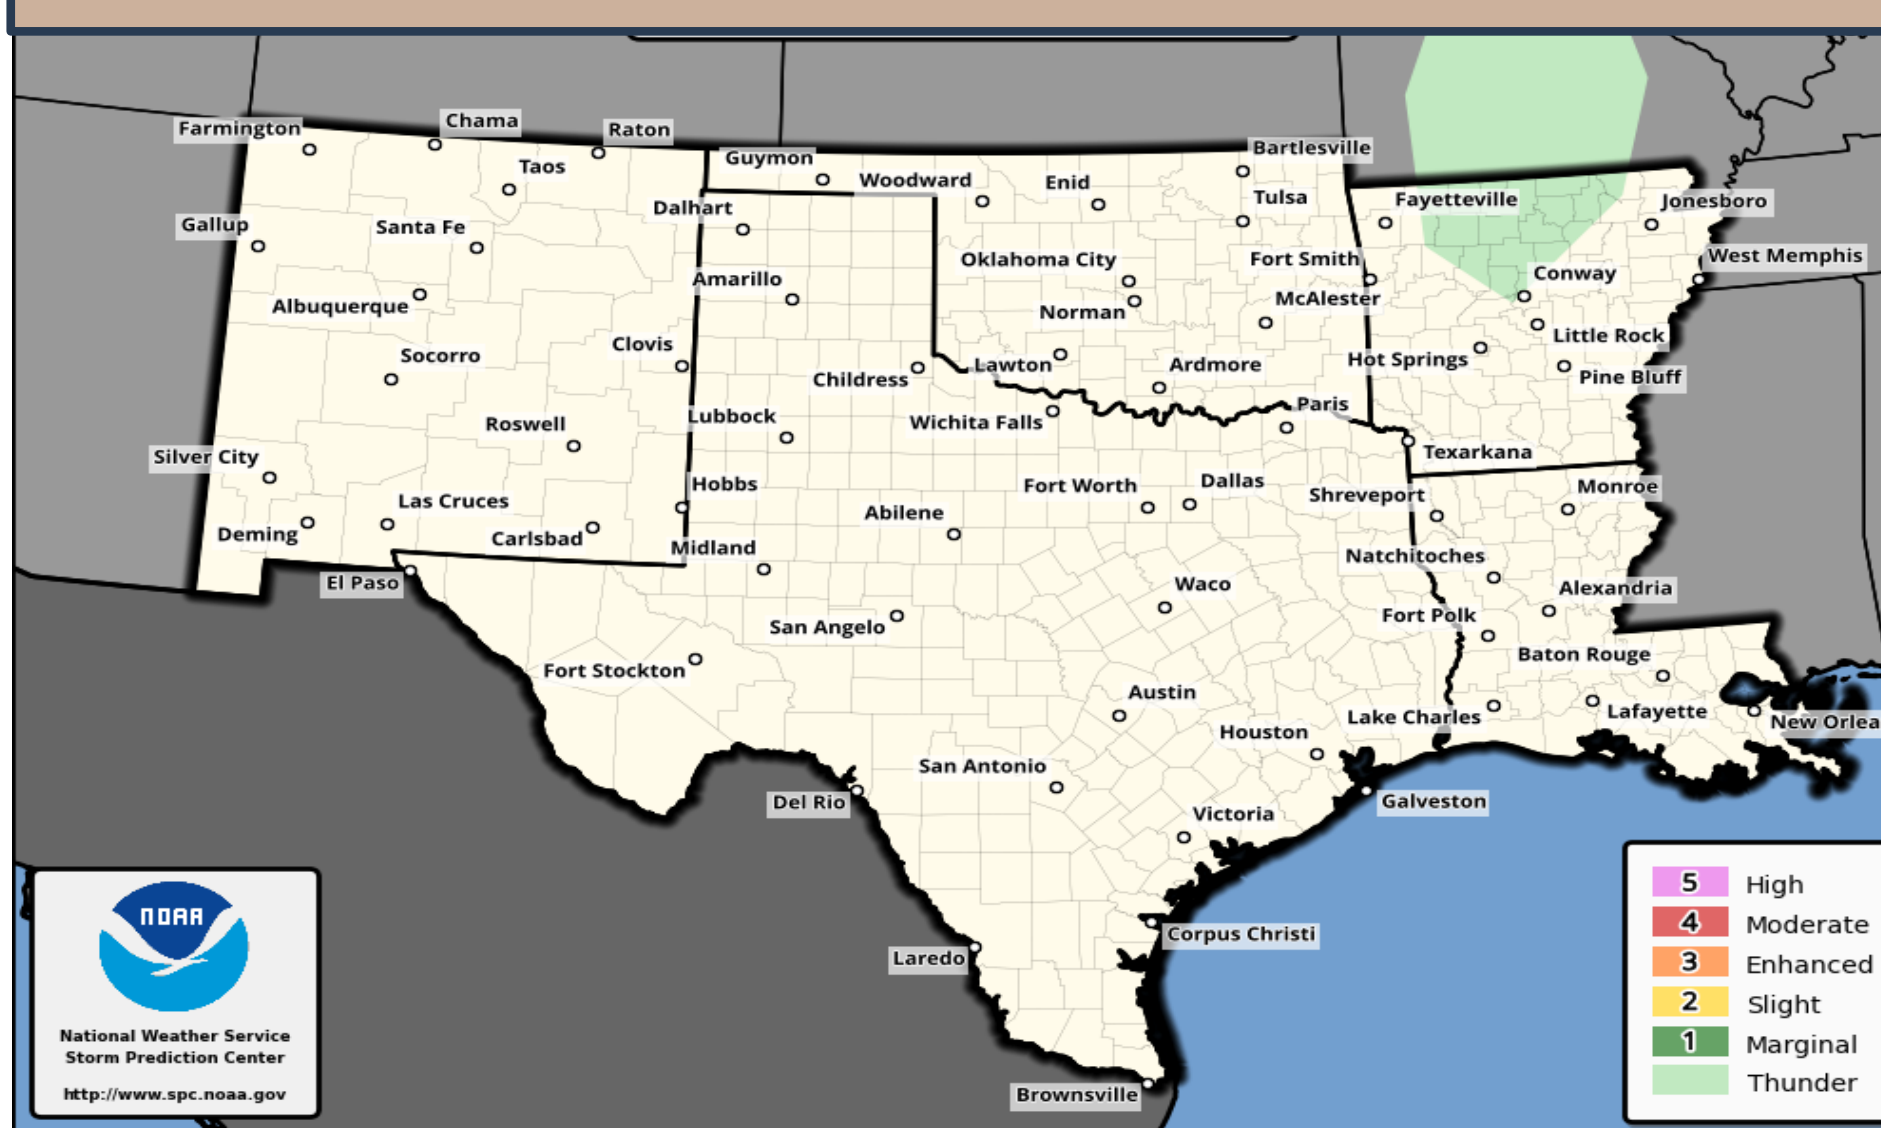 Chama
Farmington
Raton
Bartlesville
Guymon
Taos
Woodward
Enid
Tulsa
Fayetteville
Jonesboro
Dalhart
Gallup
Santa Fe
West Memphis
Oklahoma City
Fort Smith
Conway
Amarillo
McAlester
Albuquerque
Norman
Little Rock
Clovis
Socorro
Hot Springs
Lawton
Ardmore
Pine Bluff
Childress
Paris
Lubbock
Wichita Falls
Roswell
Texarkana
Silver City
Hobbs
Fort Worth
Dallas
Monroe
Shreveport
Las Cruces
Abilene
Deming
Carlsbad
Midland
Natchitoches
El Paso
Waco
Alexandria
Fort Polk
San Angelo
Baton Rouge
Fort Stockton
Austin
Lafayette
Lake Charles
New Orlea
Houston
San Antonio
Del Rio
Galveston
Victoria
Corpus Christi
Laredo
Brownsville
NOAA
National Weather Service
Storm Prediction Center
http://www.spc.noaa.gov
5 High
4 Moderate
3 Enhanced
2 Slight
1 Marginal
Thunder